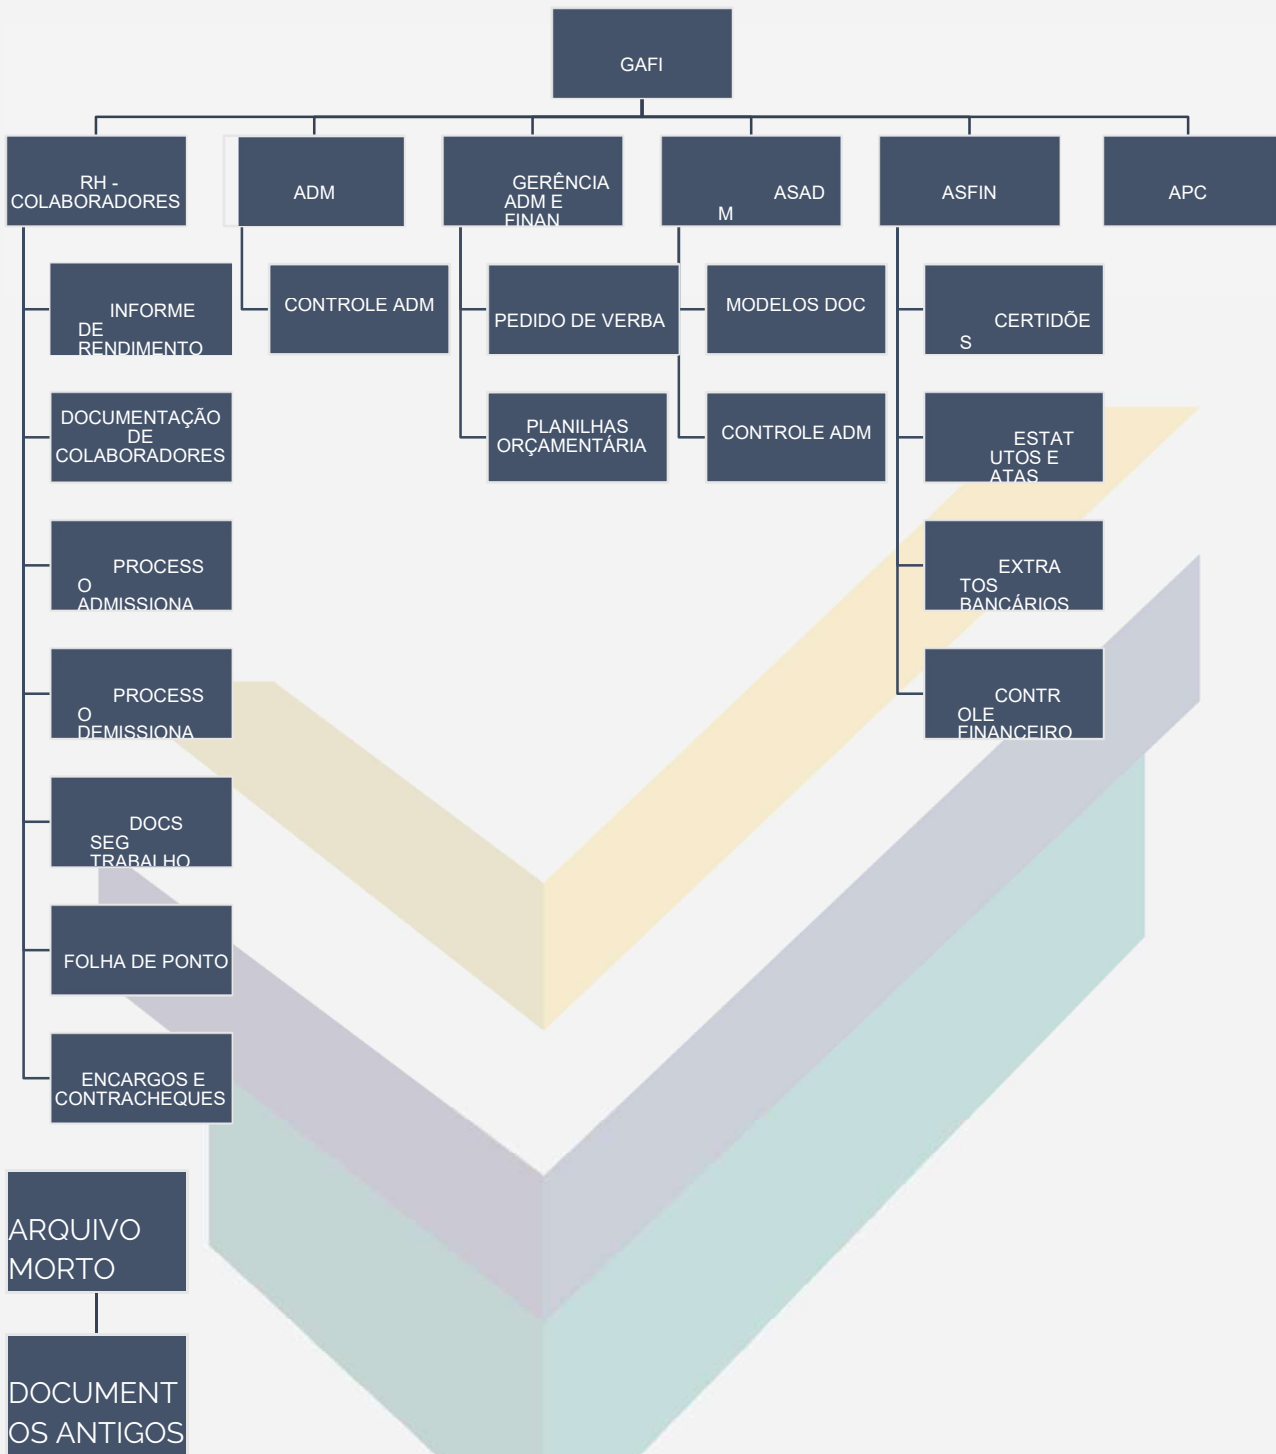 GAFI
RH -
COLABORADORES
ADM
GERÊNCIA
ADM E
FINAN
ASAD
M
ASFIN
APC
INFORME
DE
RENDIMENTO
CONTROLE ADM
PEDIDO DE VERBA
MODELOS DOC
CERTIDÕE
S
DOCUMENTAÇÃO
DE
COLABORADORES
PLANILHAS
ORÇAMENTÁRIA
CONTROLE ADM
ESTAT
UTOS E
ATAS
PROCESS
O
ADMISSIONA
EXTRA
TOS
BANCÁRIOS
PROCESS
O
DEMISSIONA
CONTR
OLE
FINANCEIRO
DOCS
SEG
TRABALHO
FOLHA DE PONTO
ENCARGOS E
CONTRACHEQUES
ARQUIVO
MORTO
DOCUMENT
OS ANTIGOS